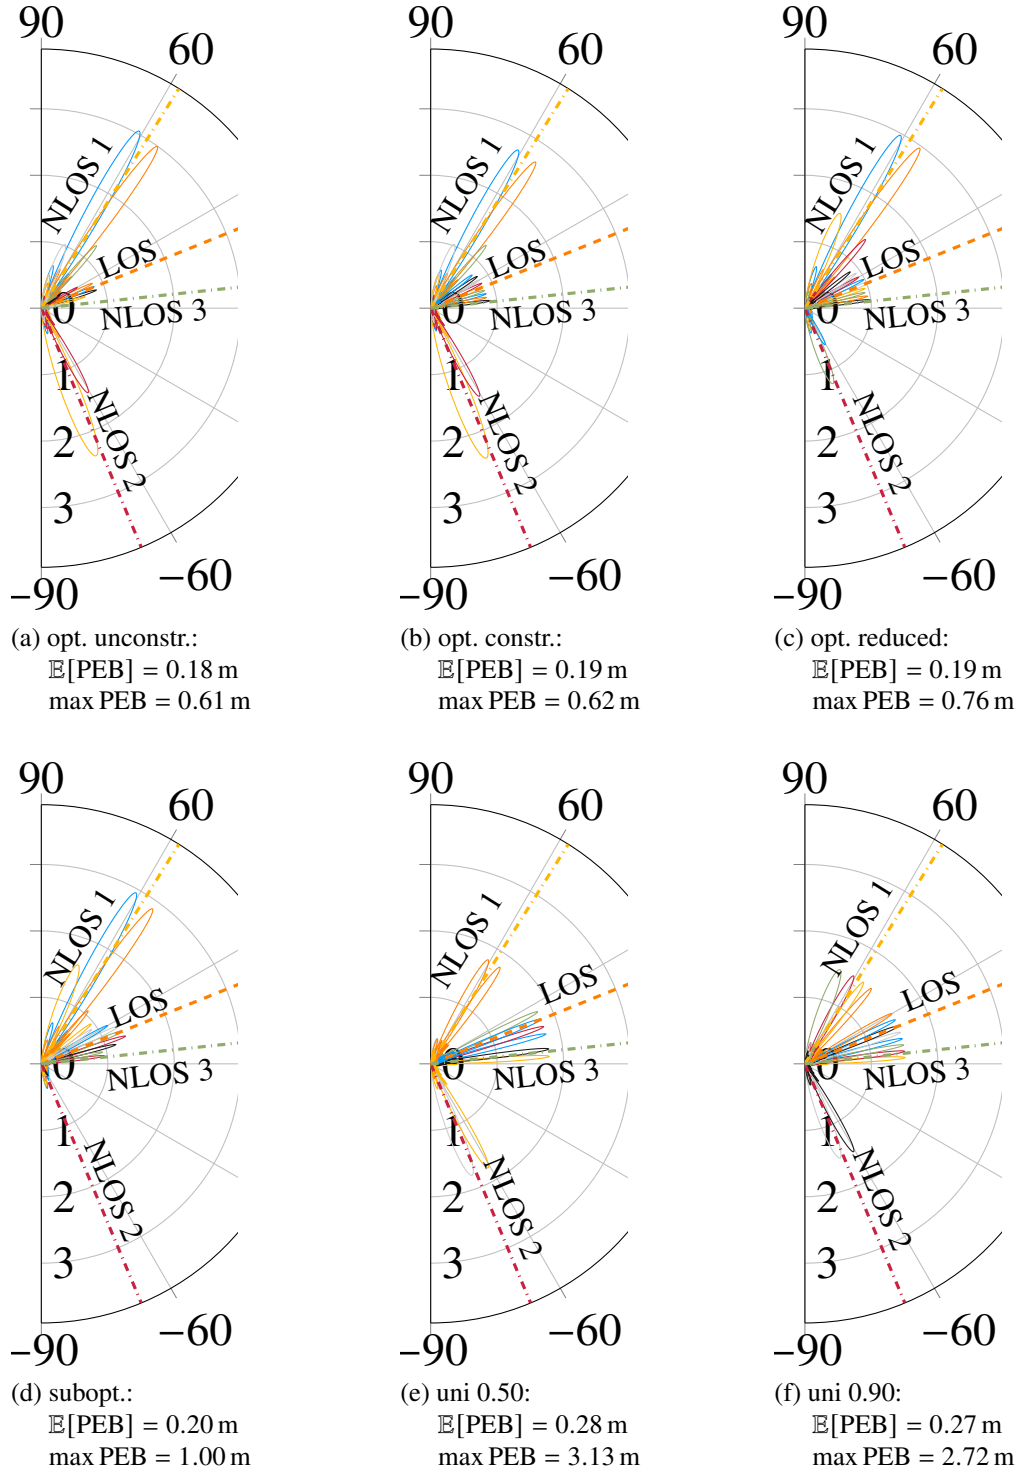 90
60
NLOS 1
LOS
0
NLOS 3
1
NLOS 2
2
3
−60
−90
(a) opt. unconstr.:
𝔼[PEB] = 0.18 m
max PEB = 0.61 m
90
60
NLOS 1
LOS
0
NLOS 3
1
NLOS 2
2
3
−60
−90
(b) opt. constr.:
𝔼[PEB] = 0.19 m
max PEB = 0.62 m
90
60
NLOS 1
LOS
0
NLOS 3
1
NLOS 2
2
3
−60
−90
(c) opt. reduced:
𝔼[PEB] = 0.19 m
max PEB = 0.76 m
90
60
NLOS 1
LOS
0
NLOS 3
1
NLOS 2
2
3
−60
−90
(d) subopt.:
𝔼[PEB] = 0.20 m
max PEB = 1.00 m
90
60
NLOS 1
LOS
0
NLOS 3
1
NLOS 2
2
3
−60
−90
(e) uni 0.50:
𝔼[PEB] = 0.28 m
max PEB = 3.13 m
90
60
NLOS 1
LOS
0
NLOS 3
1
NLOS 2
2
3
−60
−90
(f) uni 0.90:
𝔼[PEB] = 0.27 m
max PEB = 2.72 m